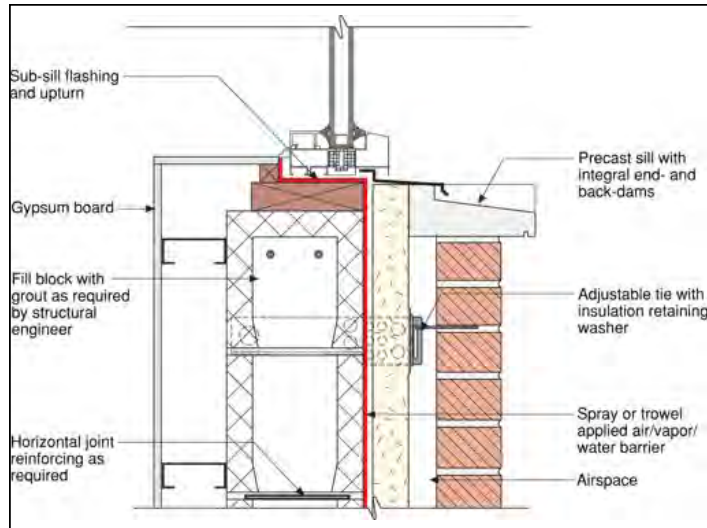 Sub-sill flashing
and upturn
Gypsum board
Fill block with
grout as required
by structural
engineer
Horizontal joint
reinforcing as
required
Precast sill with
integral end- and
back-dams
Adjustable tie with
insulation retaining
washer
Spray or trowel
applied air/vapor/
water barrier
Airspace